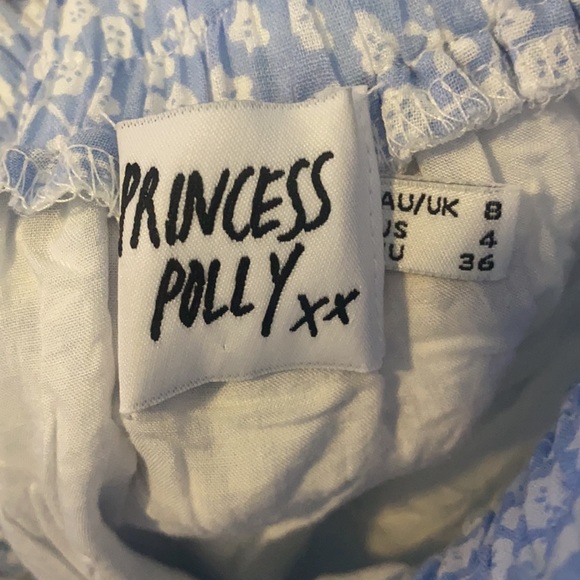 PRINCESS
POLLY xx
AU/UK 8
US 4
U 36